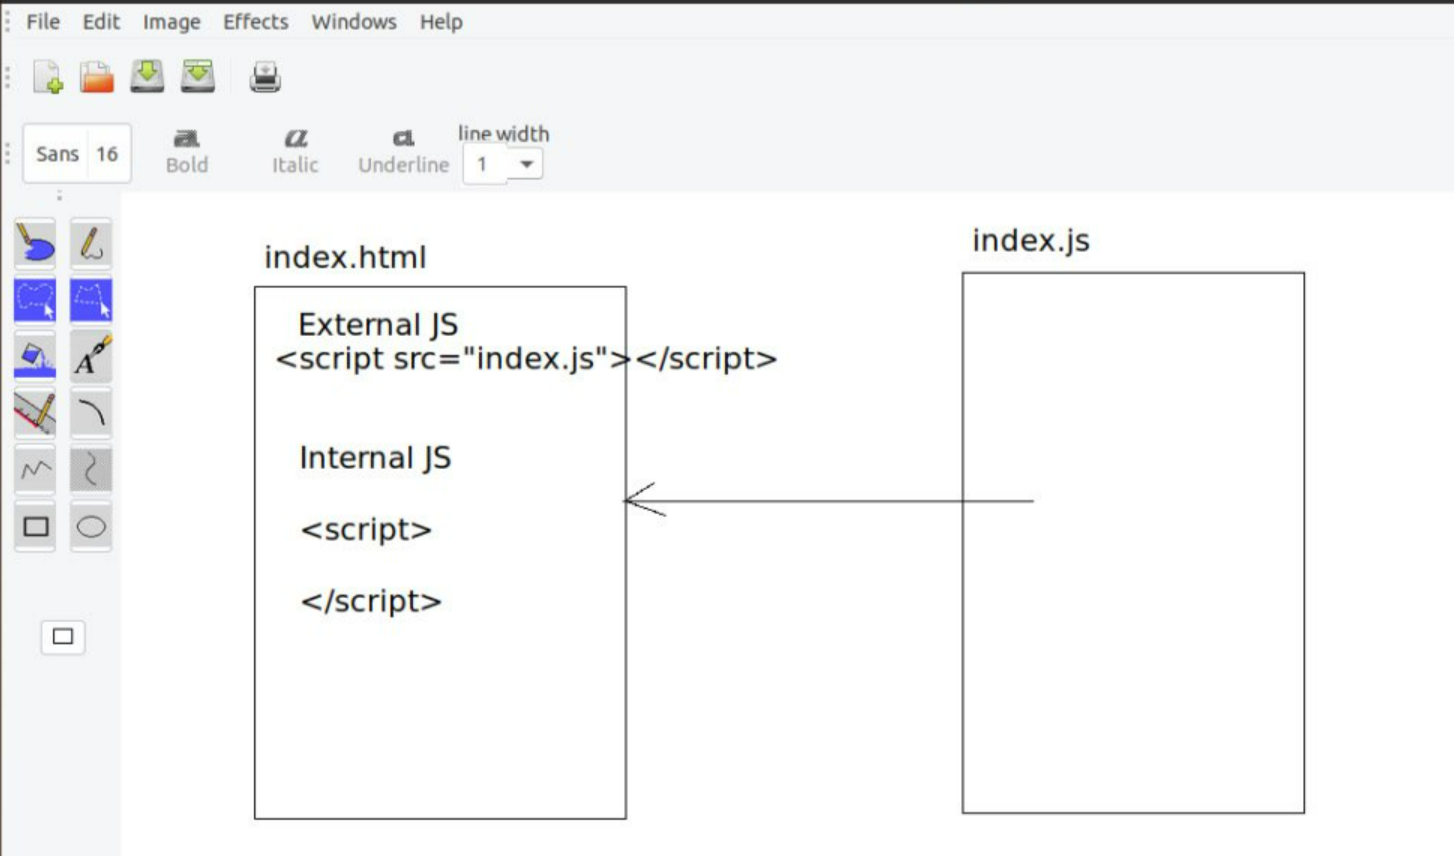 File Edit Image Effects Windows Help
Sans 16 Bold Italic Underline line width 1
index.html
External JS
<script src="index.js"></script>
Internal JS
<script>
</script>
index.js